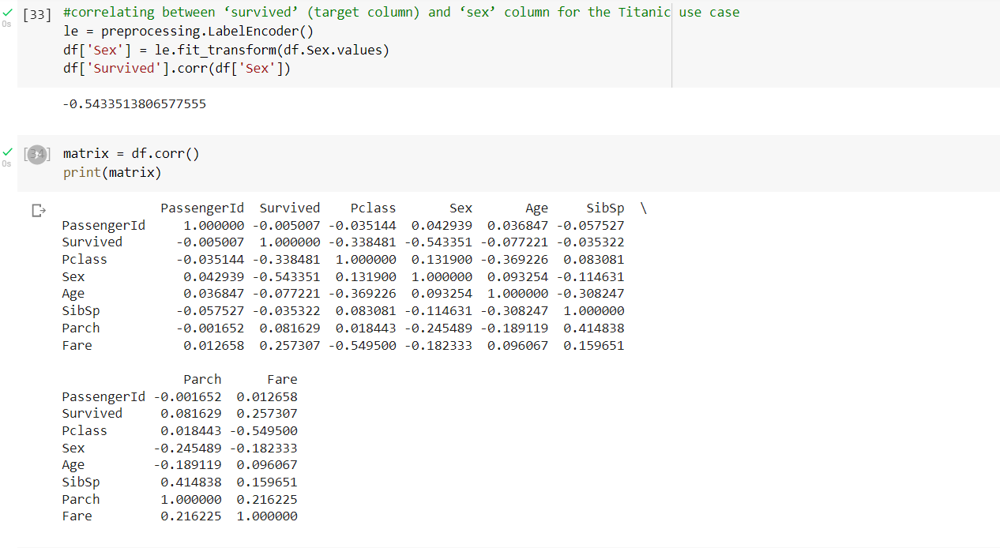 [33] #correlating between ‘survived’ (target column) and ‘sex’ column for the Titanic use case
0s
le = preprocessing.LabelEncoder()
df['Sex'] = le.fit_transform(df.Sex.values)
df['Survived'].corr(df['Sex'])
-0.5433513806577555
[34] matrix = df.corr()
0s
print(matrix)
PassengerId Survived Pclass Sex Age SibSp \
PassengerId 1.000000 -0.005007 -0.035144 0.042939 0.036847 -0.057527
Survived -0.005007 1.000000 -0.338481 -0.543351 -0.077221 -0.035322
Pclass -0.035144 -0.338481 1.000000 0.131900 -0.369226 0.083081
Sex 0.042939 -0.543351 0.131900 1.000000 0.093254 -0.114631
Age 0.036847 -0.077221 -0.369226 0.093254 1.000000 -0.308247
SibSp -0.057527 -0.035322 0.083081 -0.114631 -0.308247 1.000000
Parch -0.001652 0.081629 0.018443 -0.245489 -0.189119 0.414838
Fare 0.012658 0.257307 -0.549500 -0.182333 0.096067 0.159651
Parch Fare
PassengerId -0.001652 0.012658
Survived 0.081629 0.257307
Pclass 0.018443 -0.549500
Sex -0.245489 -0.182333
Age -0.189119 0.096067
SibSp 0.414838 0.159651
Parch 1.000000 0.216225
Fare 0.216225 1.000000